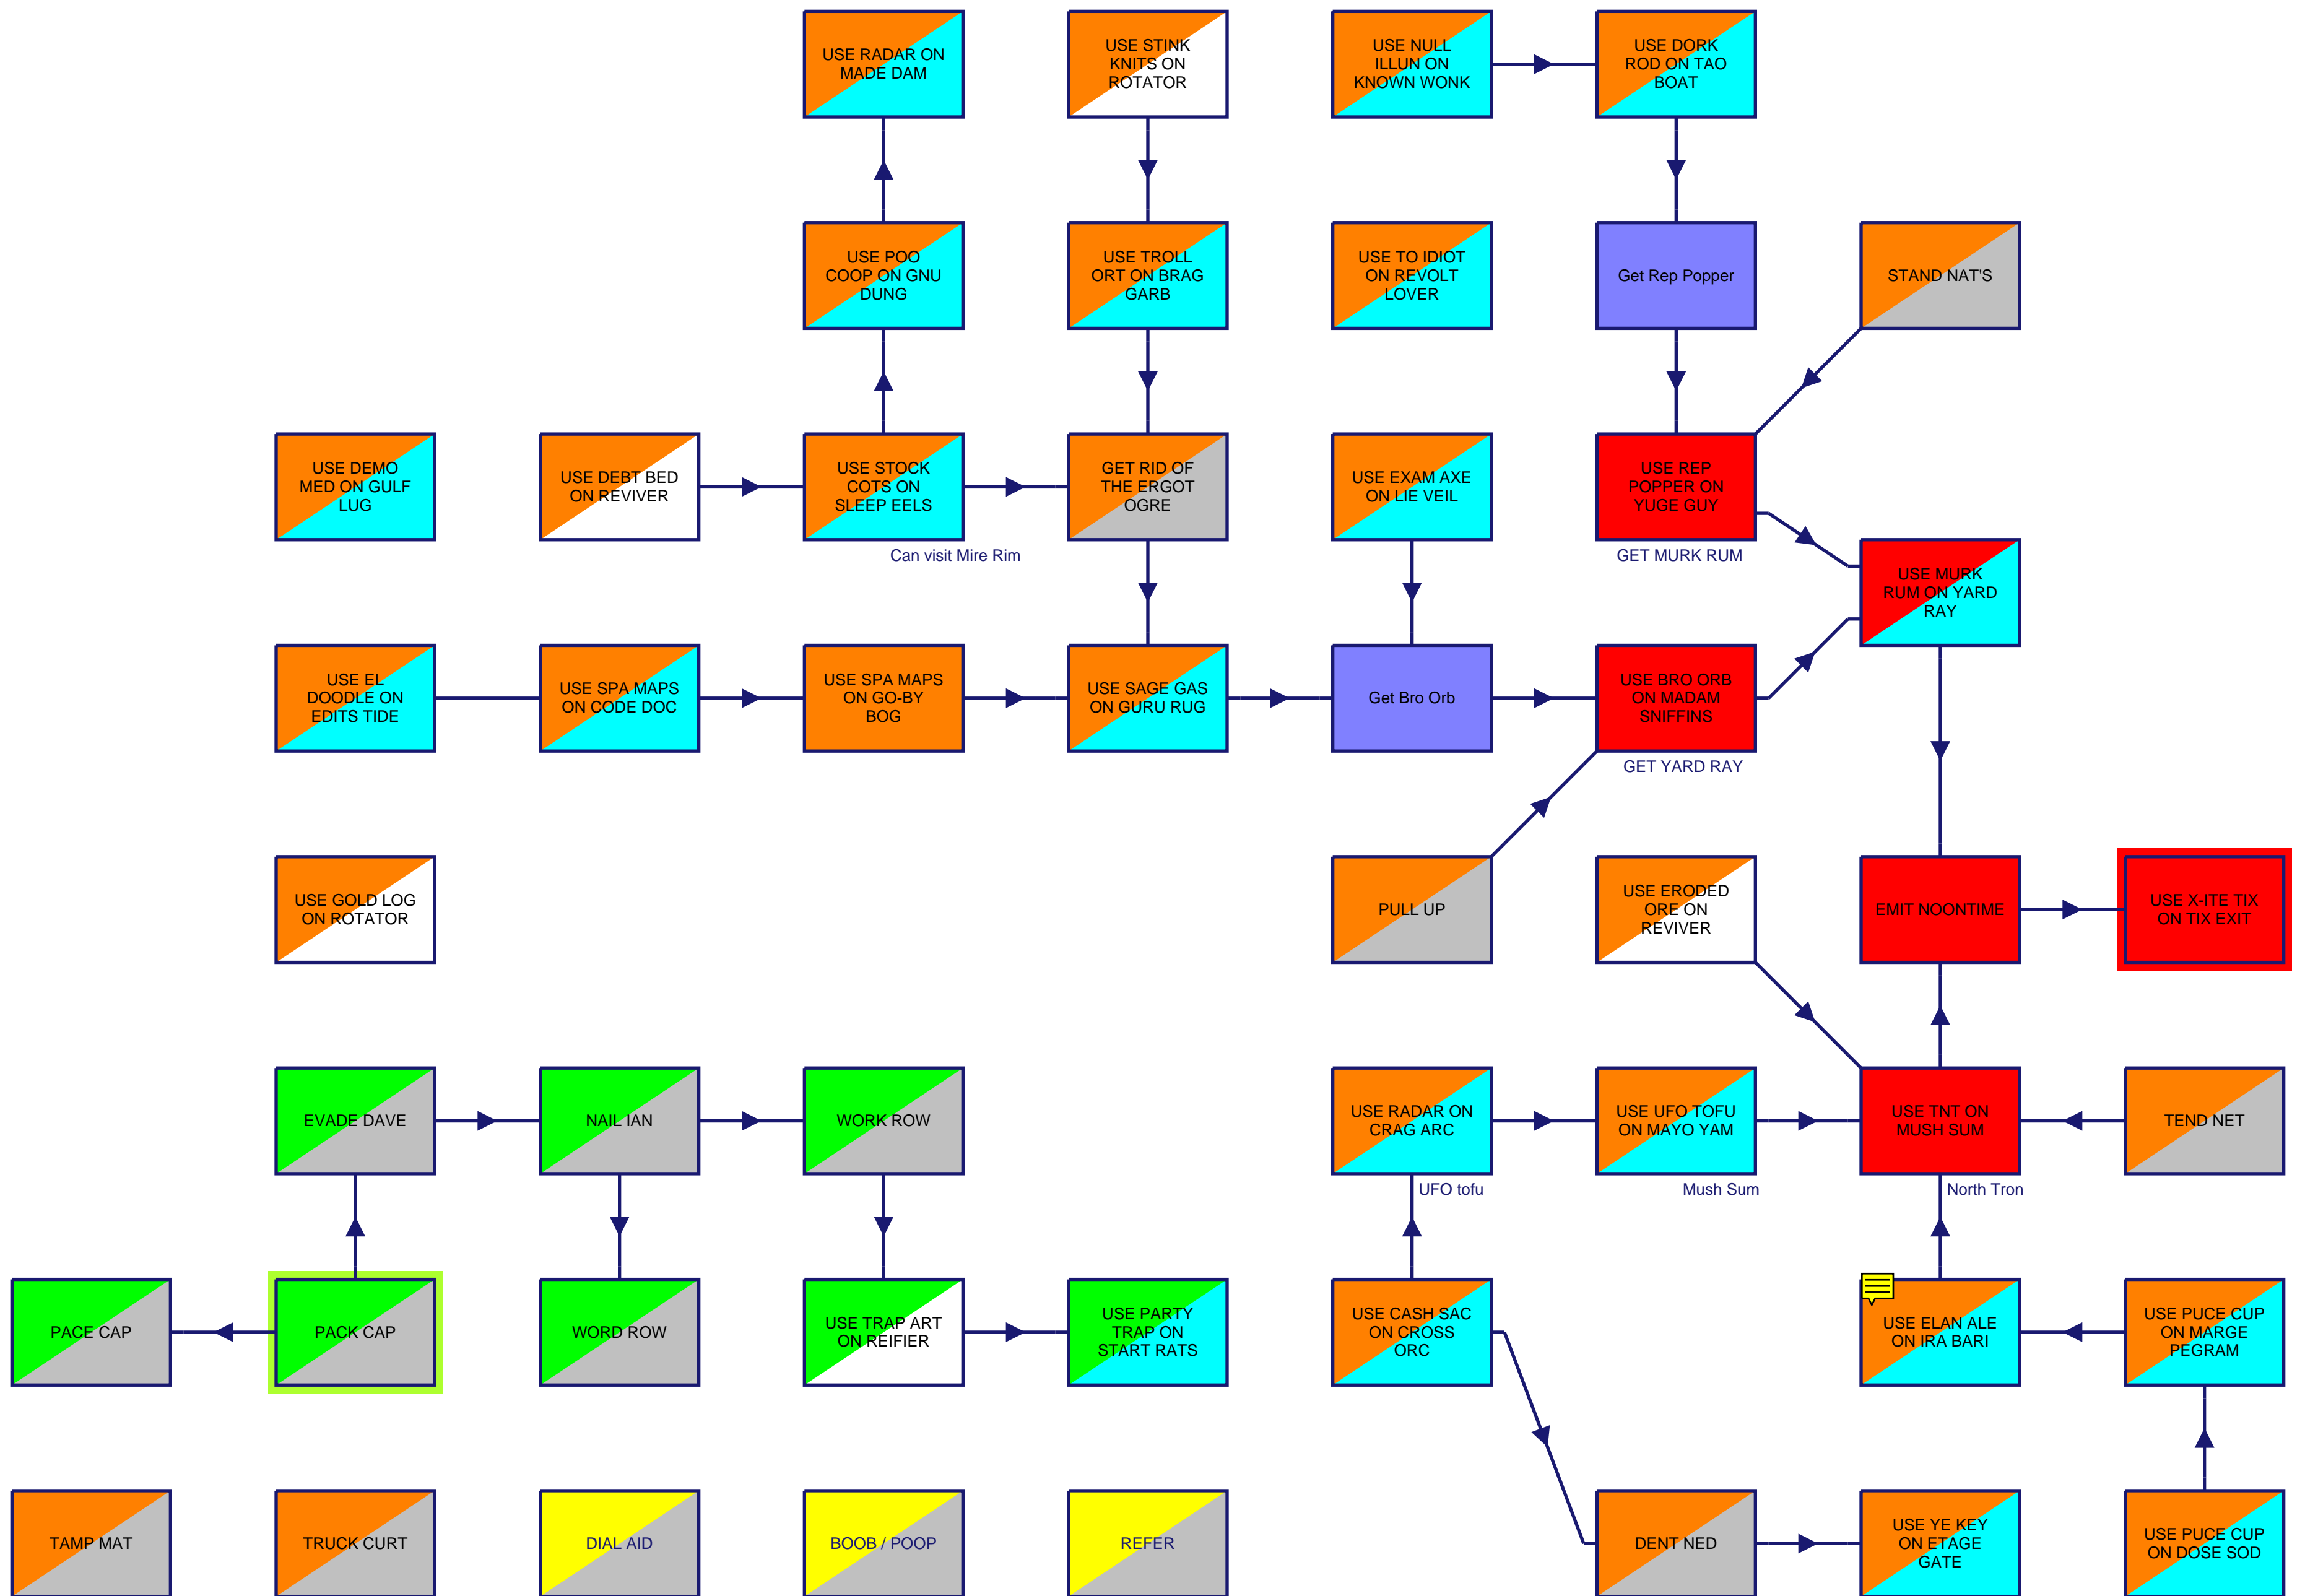 USE RADAR ON
MADE DAM
USE STINK
KNITS ON
ROTATOR
USE NULL
ILLUN ON
KNOWN WONK
USE DORK
ROD ON TAO
BOAT
USE POO
COOP ON GNU
DUNG
USE TROLL
ORT ON BRAG
GARB
USE TO IDIOT
ON REVOLT
LOVER
Get Rep Popper
STAND NAT'S
USE DEMO
MED ON GULF
LUG
USE DEBT BED
ON REVIVER
USE STOCK
COTS ON
SLEEP EELS
Can visit Mire Rim
GET RID OF
THE ERGOT
OGRE
USE EXAM AXE
ON LIE VEIL
USE REP
POPPER ON
YUGE GUY
GET MURK RUM
USE MURK
RUM ON YARD
RAY
USE EL
DOODLE ON
EDITS TIDE
USE SPA MAPS
ON CODE DOC
USE SPA MAPS
ON GO-BY
BOG
USE SAGE GAS
ON GURU RUG
Get Bro Orb
USE BRO ORB
ON MADAM
SNIFFINS
GET YARD RAY
USE GOLD LOG
ON ROTATOR
PULL UP
USE ERODED
ORE ON
REVIVER
EMIT NOONTIME
USE X-ITE TIX
ON TIX EXIT
EVADE DAVE
NAIL IAN
WORK ROW
USE RADAR ON
CRAG ARC
UFO tofu
USE UFO TOFU
ON MAYO YAM
Mush Sum
USE TNT ON
MUSH SUM
North Tron
TEND NET
PACE CAP
PACK CAP
WORD ROW
USE TRAP ART
ON REIFIER
USE PARTY
TRAP ON
START RATS
USE CASH SAC
ON CROSS
ORC
USE ELAN ALE
ON IRA BARI
USE PUCE CUP
ON MARGE
PEGRAM
TAMP MAT
TRUCK CURT
DIAL AID
BOOB / POOP
REFER
DENT NED
USE YE KEY
ON ETAGE
GATE
USE PUCE CUP
ON DOSE SOD